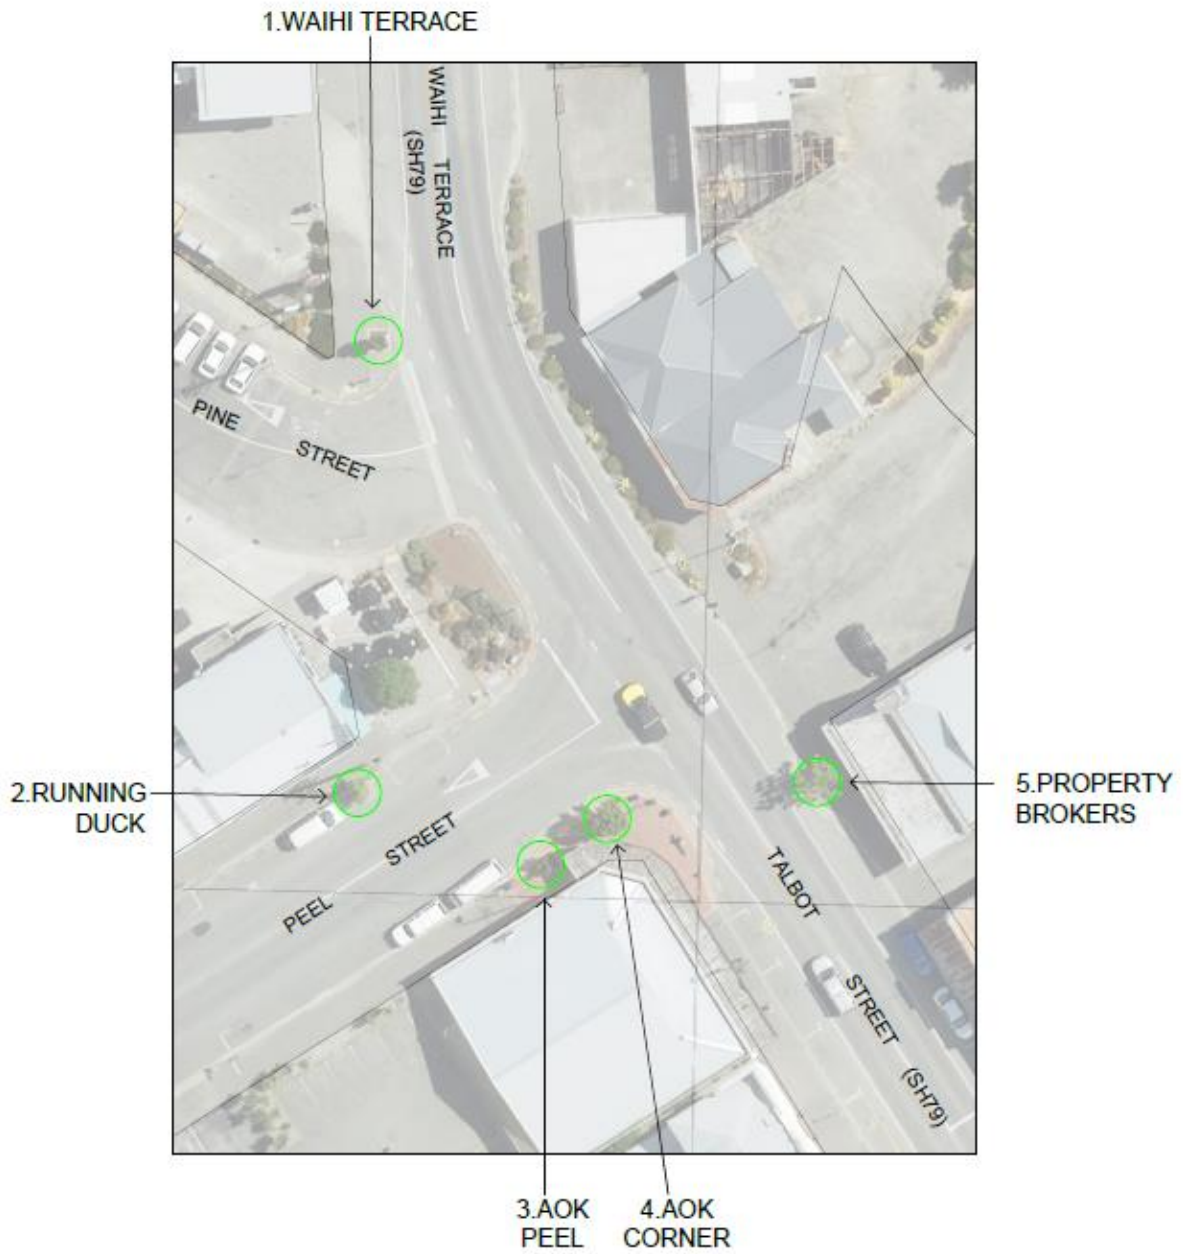 1.WAIHI TERRACE
WAIHI TERRACE
(SH79)
PINE STREET
2.RUNNING
DUCK
PEEL STREET
5.PROPERTY
BROKERS
TALBOT STREET (SH79)
3.AOK
PEEL
4.AOK
CORNER